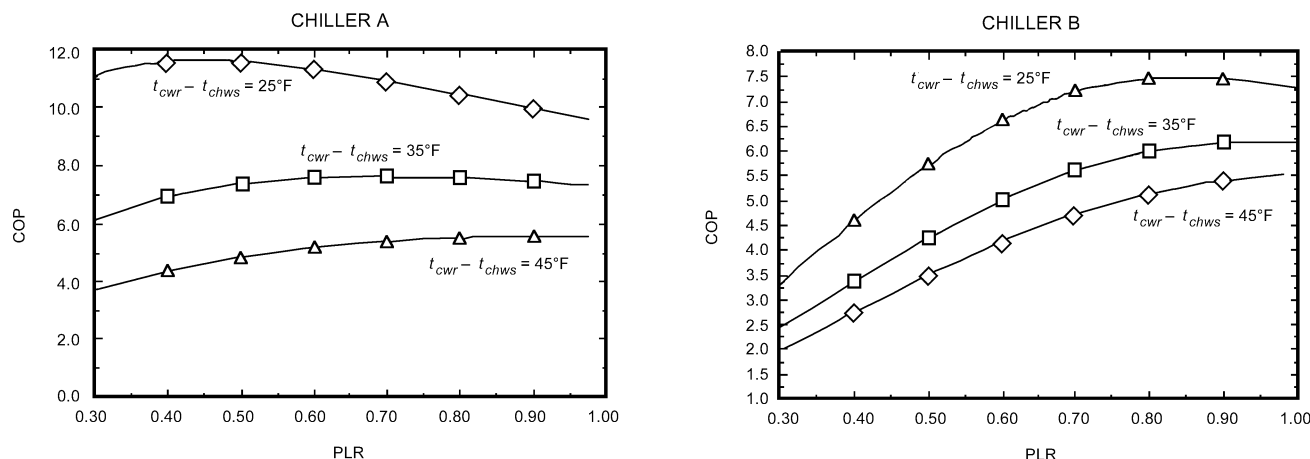 CHILLER A
12.0
10.0
8.0
6.0
4.0
2.0
0.0
COP
t_cwr – t_chws = 25°F
t_cwr – t_chws = 35°F
t_cwr – t_chws = 45°F
0.30 0.40 0.50 0.60 0.70 0.80 0.90 1.00
PLR
CHILLER B
8.0
7.5
7.0
6.5
6.0
5.5
5.0
4.5
4.0
3.5
3.0
2.5
2.0
1.5
1.0
COP
t_cwr – t_chws = 25°F
t_cwr – t_chws = 35°F
t_cwr – t_chws = 45°F
0.30 0.40 0.50 0.60 0.70 0.80 0.90 1.00
PLR